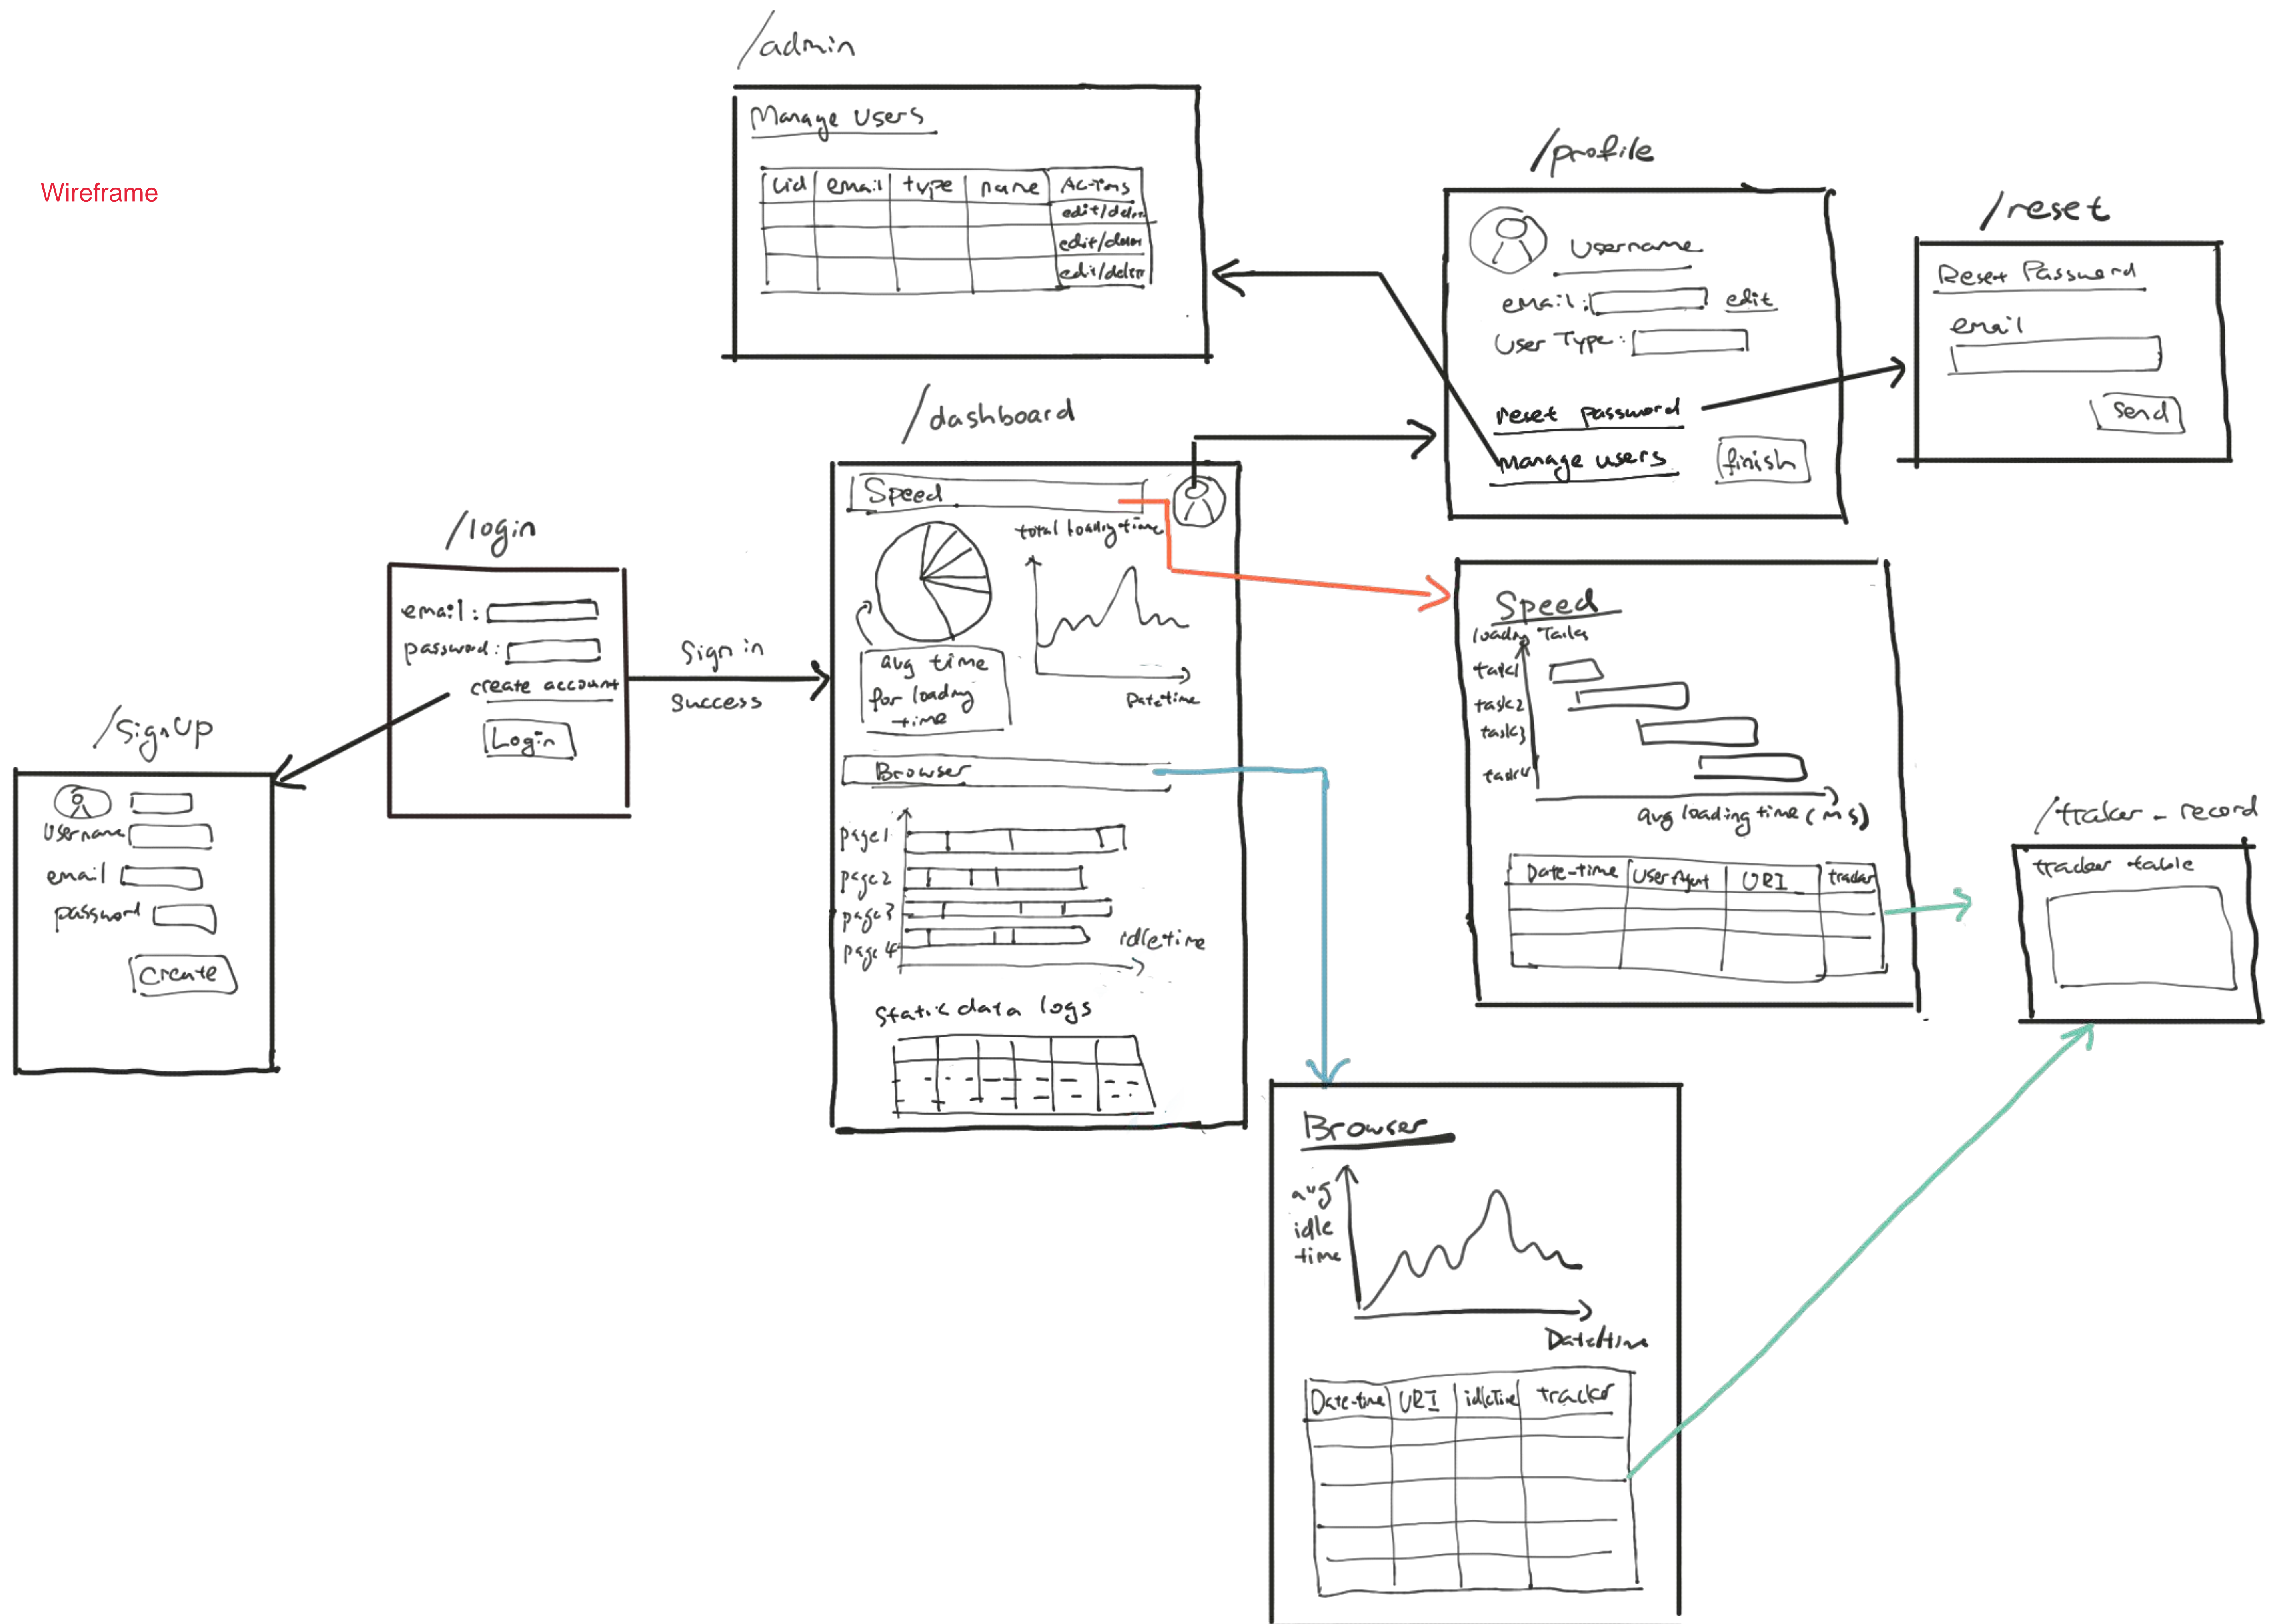 Wireframe
/admin
Manage Users
uid email type name Actions
edit/delete
edit/delete
edit/delete
/profile
Username
email: edit
User Type:
reset password
manage users finish
/reset
Reset Password
email
Send
/dashboard
Speed
total loading time
avg time
for loading
time
Datetime
Browser
page1
page2
page3
page4
idletime
static data logs
/login
email:
password:
create account
Login
Sign in
success
/SignUp
Username
email
password
Create
Speed
loading Tasks
task1
task2
task3
task4
avg loading time (ms)
Date-time UserAgent URI tracker
/traker_record
tracker table
Browser
avg
idle
time
Date/time
Date-time URI idleTime tracker